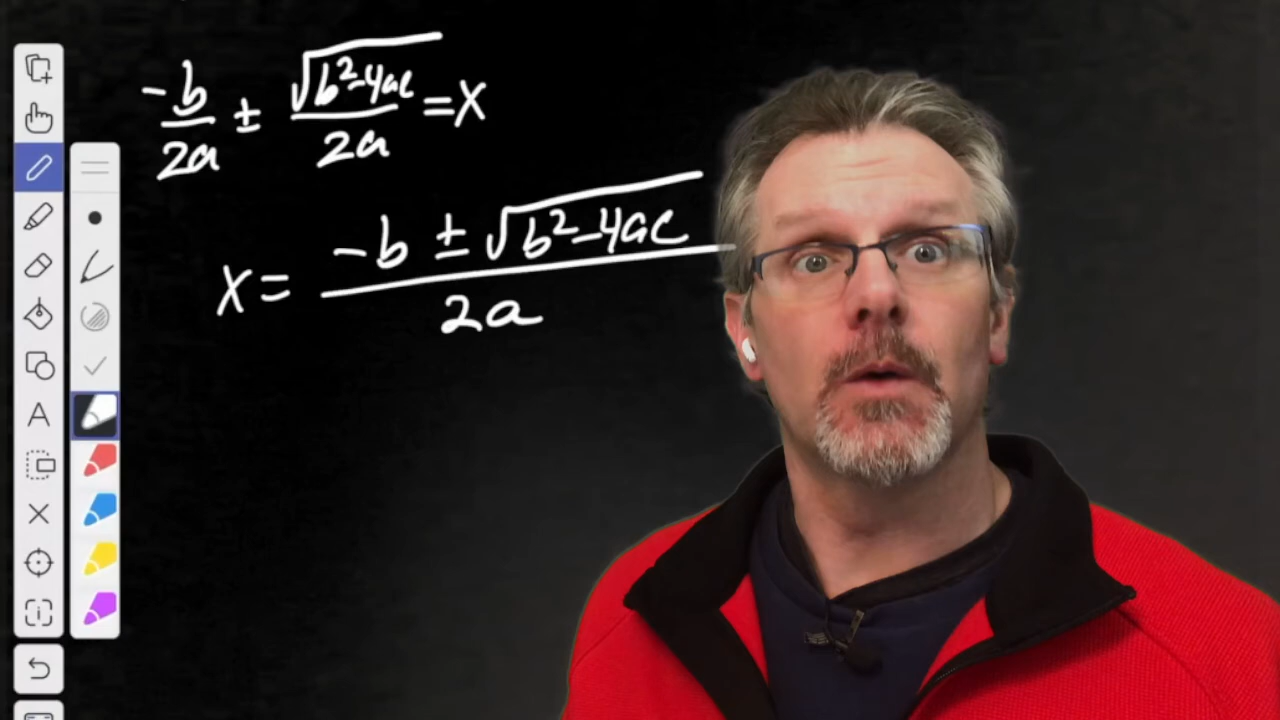 -b/2a ± √(b²-4ac)/2a = x
x = (-b ± √(b²-4ac))/2a
A